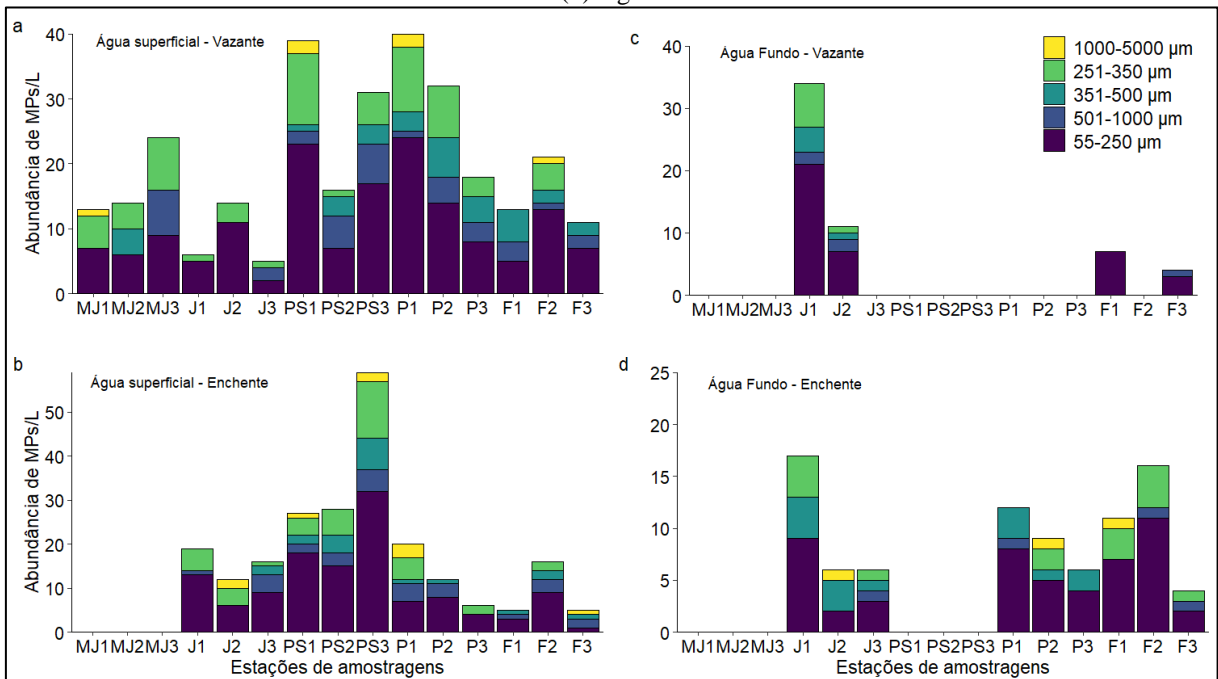 a
Água superficial - Vazante
Abundância de MPs/L
40
30
20
10
0
MJ1 MJ2 MJ3 J1 J2 J3 PS1 PS2 PS3 P1 P2 P3 F1 F2 F3
c
Água Fundo - Vazante
40
30
20
10
0
MJ1 MJ2 MJ3 J1 J2 J3 PS1 PS2 PS3 P1 P2 P3 F1 F2 F3
1000-5000 µm
251-350 µm
351-500 µm
501-1000 µm
55-250 µm
b
Água superficial - Enchente
Abundância de MPs/L
50
40
30
20
10
0
MJ1 MJ2 MJ3 J1 J2 J3 PS1 PS2 PS3 P1 P2 P3 F1 F2 F3
Estações de amostragens
d
Água Fundo - Enchente
25
20
15
10
5
0
MJ1 MJ2 MJ3 J1 J2 J3 PS1 PS2 PS3 P1 P2 P3 F1 F2 F3
Estações de amostragens